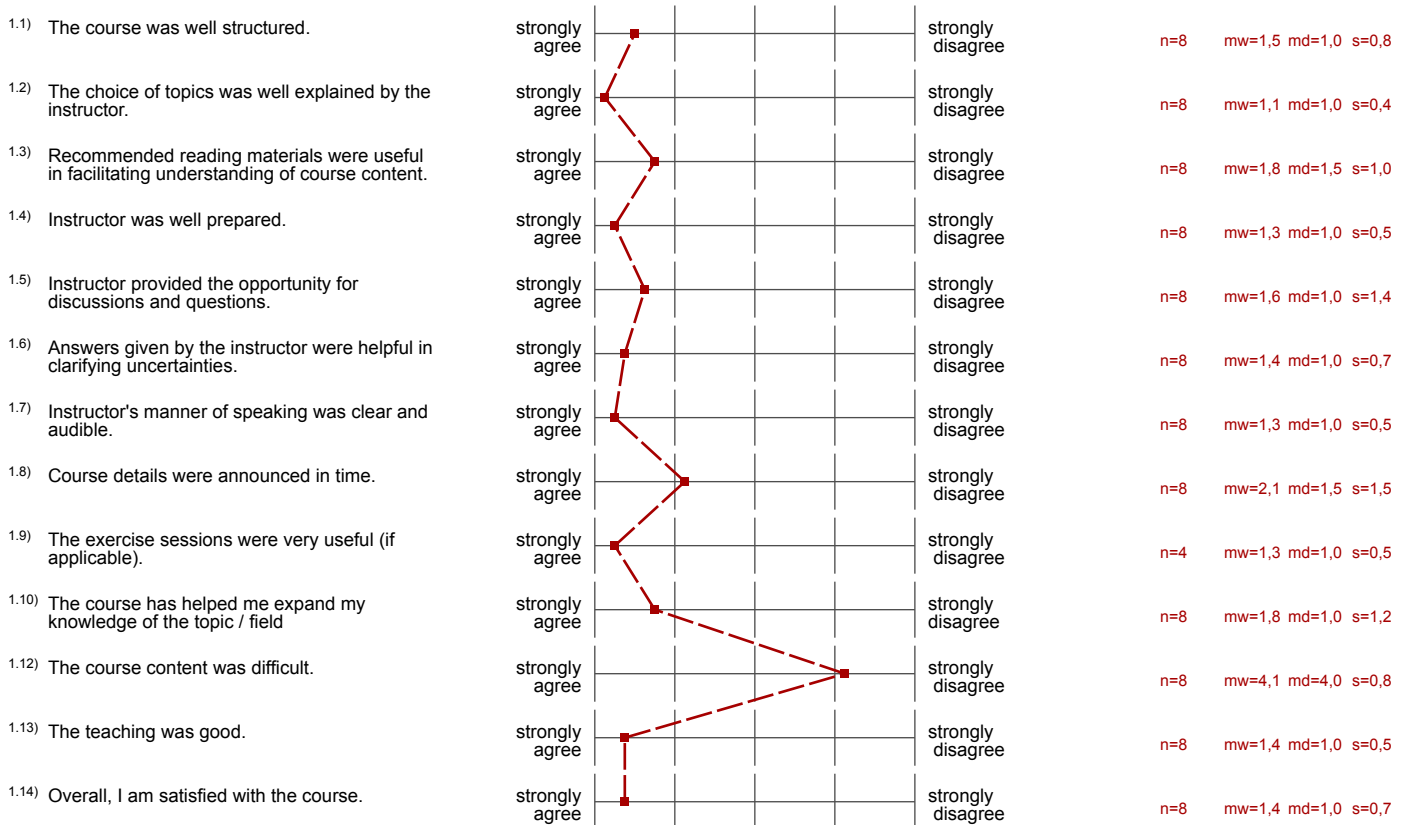 1.1) The course was well structured. strongly agree strongly disagree n=8 mw=1,5 md=1,0 s=0,8
1.2) The choice of topics was well explained by the
instructor. strongly agree strongly disagree n=8 mw=1,1 md=1,0 s=0,4
1.3) Recommended reading materials were useful
in facilitating understanding of course content. strongly agree strongly disagree n=8 mw=1,8 md=1,5 s=1,0
1.4) Instructor was well prepared. strongly agree strongly disagree n=8 mw=1,3 md=1,0 s=0,5
1.5) Instructor provided the opportunity for
discussions and questions. strongly agree strongly disagree n=8 mw=1,6 md=1,0 s=1,4
1.6) Answers given by the instructor were helpful in
clarifying uncertainties. strongly agree strongly disagree n=8 mw=1,4 md=1,0 s=0,7
1.7) Instructor's manner of speaking was clear and
audible. strongly agree strongly disagree n=8 mw=1,3 md=1,0 s=0,5
1.8) Course details were announced in time. strongly agree strongly disagree n=8 mw=2,1 md=1,5 s=1,5
1.9) The exercise sessions were very useful (if
applicable). strongly agree strongly disagree n=4 mw=1,3 md=1,0 s=0,5
1.10) The course has helped me expand my
knowledge of the topic / field strongly agree strongly disagree n=8 mw=1,8 md=1,0 s=1,2
1.12) The course content was difficult. strongly agree strongly disagree n=8 mw=4,1 md=4,0 s=0,8
1.13) The teaching was good. strongly agree strongly disagree n=8 mw=1,4 md=1,0 s=0,5
1.14) Overall, I am satisfied with the course. strongly agree strongly disagree n=8 mw=1,4 md=1,0 s=0,7